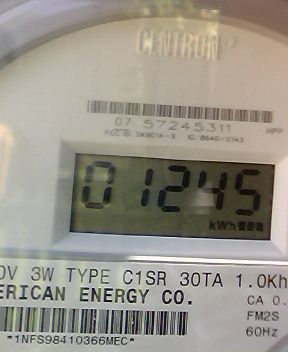 CENTRON®
07 57245311
HPP
01245
kWh
0V 3W TYPE C1SR 30TA 1.0Kh
ERICAN ENERGY CO.
CA 0.
FM2S
60Hz
*1NFS98410366MEC*